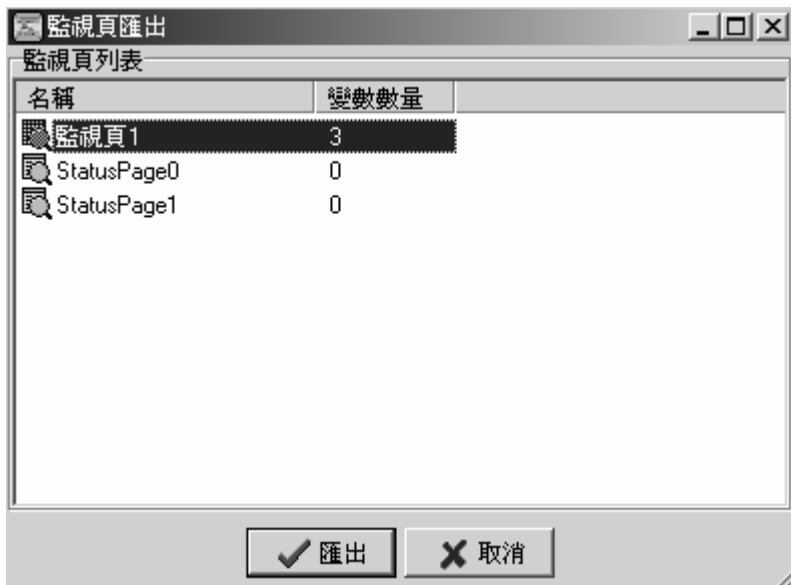 監視頁匯出
監視頁列表
名稱 變數數量
監視頁1 3
StatusPage0 0
StatusPage1 0
匯出 取消